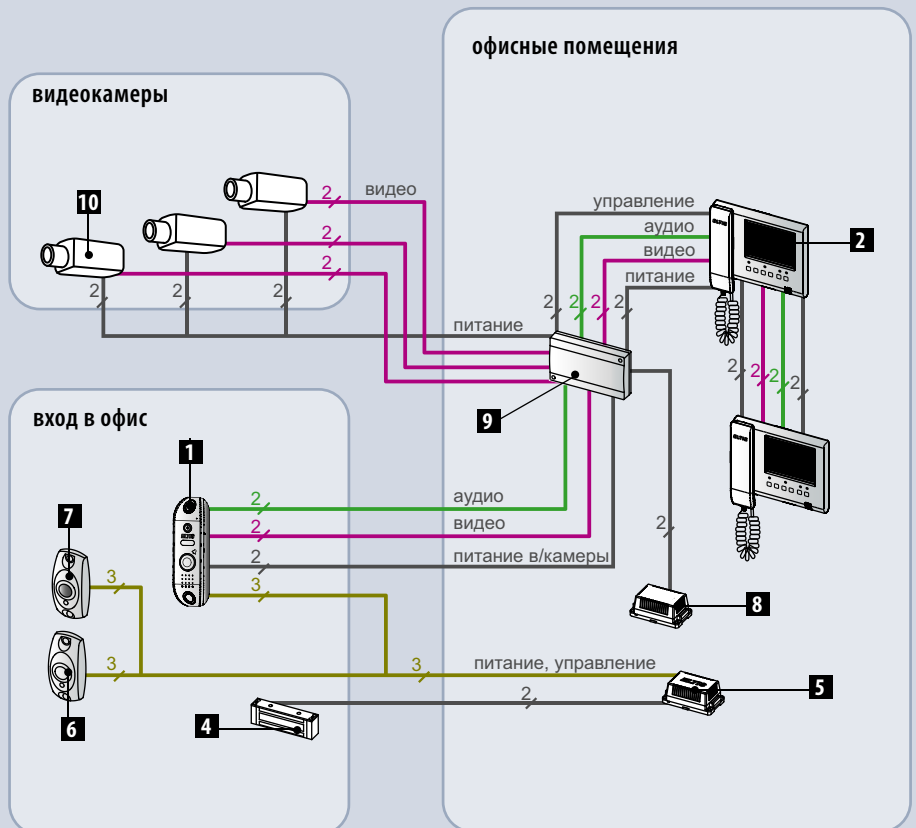 офисные помещения
видеокамеры
10
2 видео
2
2
2 2 2
питание
управление
аудио
видео
питание
2 2 2 2
2
2 2 2 2
9
вход в офис
1
7
2 аудио
2 видео
2 питание в/камеры
3
3
2
8
3
3 питание, управление
2
5
6
4